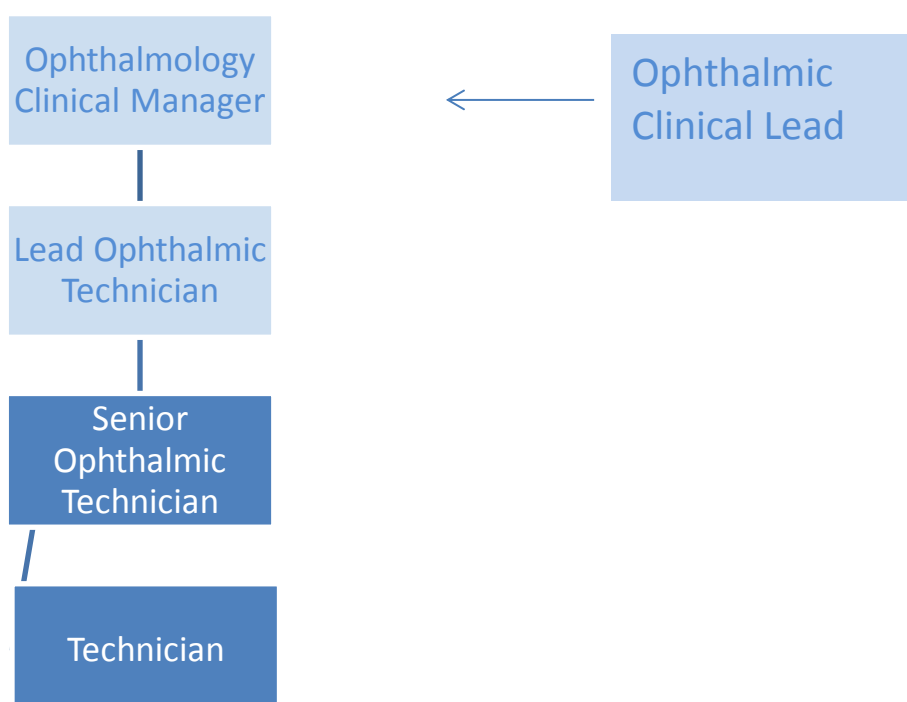 Ophthalmology
Clinical Manager
Ophthalmic
Clinical Lead
Lead Ophthalmic
Technician
Senior
Ophthalmic
Technician
Technician